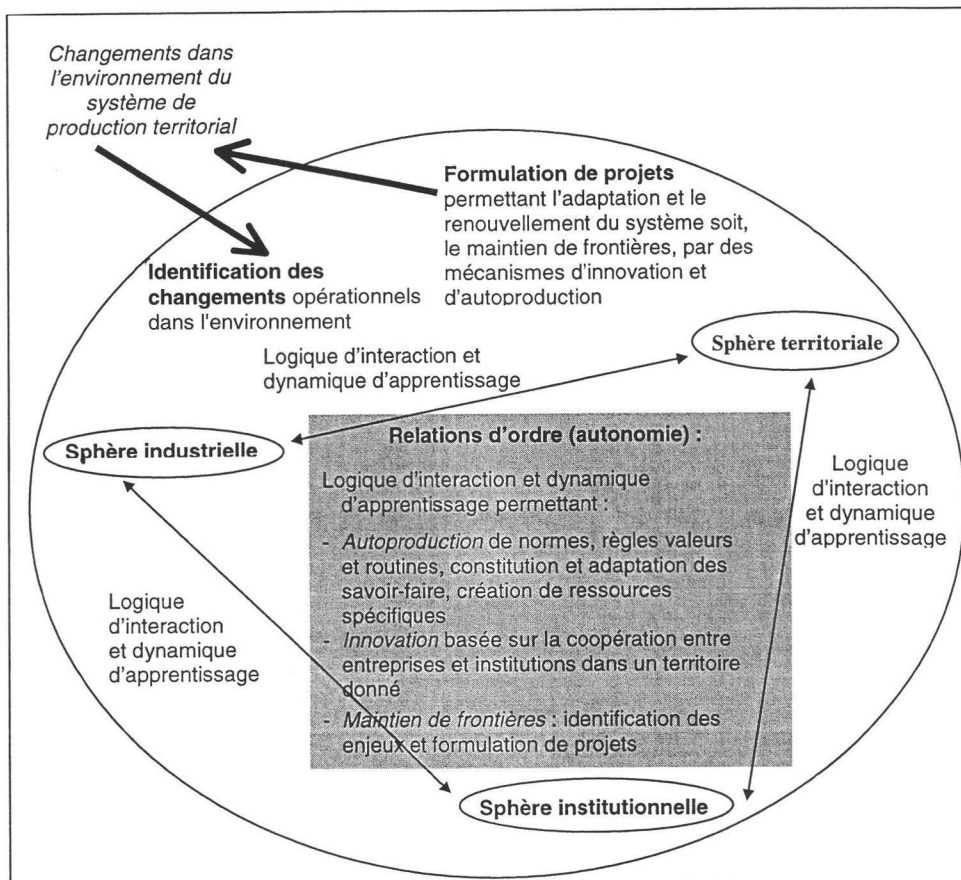 Changements dans
l'environnement du
système de
production territorial
Formulation de projets
permettant l'adaptation et le
renouvellement du système soit,
le maintien de frontières, par des
mécanismes d'innovation et
d'autoproduction
Identification des
changements opérationnels
dans l'environnement
Logique d'interaction et
dynamique d'apprentissage
Sphère territoriale
Sphère industrielle
Relations d'ordre (autonomie) :
Logique d'interaction et dynamique
d'apprentissage permettant :
- Autoproduction de normes, règles valeurs
et routines, constitution et adaptation des
savoir-faire, création de ressources
spécifiques
- Innovation basée sur la coopération entre
entreprises et institutions dans un territoire
donné
- Maintien de frontières : identification des
enjeux et formulation de projets
Logique
d'interaction
et dynamique
d'apprentissage
Logique
d'interaction
et dynamique
d'apprentissage
Sphère institutionnelle